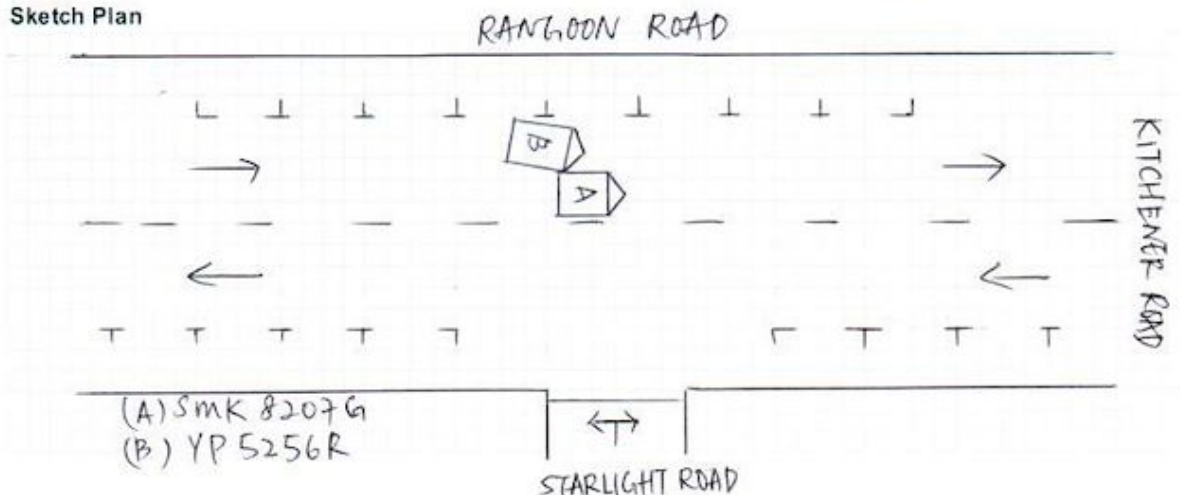 Sketch Plan
RANGOON ROAD
B
A
KITCHENER ROAD
(A) SMK 8207G
(B) YP 5256R
STARLIGHT ROAD